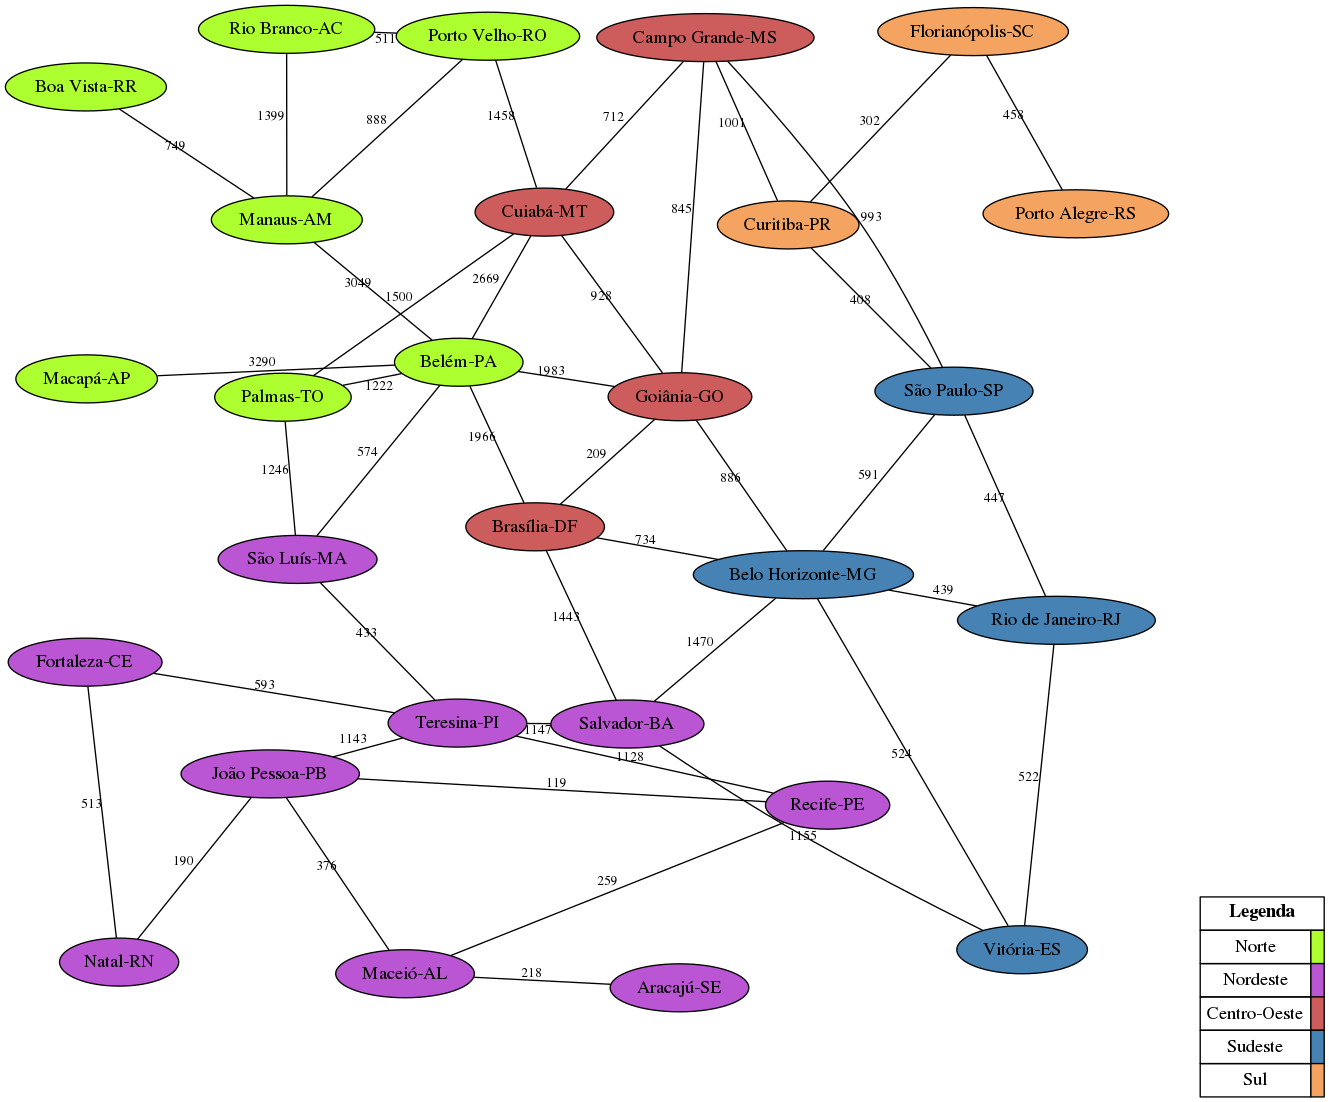 Rio Branco-AC
Porto Velho-RO
Campo Grande-MS
Florianópolis-SC
511
Boa Vista-RR
1399
888
1458
712
1001
302
458
749
Manaus-AM
Cuiabá-MT
845
Curitiba-PR
993
Porto Alegre-RS
3049
1500
2669
928
408
Macapá-AP
3290
Belém-PA
1222
Palmas-TO
1983
Goiânia-GO
São Paulo-SP
1246
574
1966
209
886
591
447
São Luís-MA
Brasília-DF
734
Belo Horizonte-MG
439
Rio de Janeiro-RJ
433
1443
1470
Fortaleza-CE
593
Teresina-PI
1147
Salvador-BA
524
522
1143
1128
João Pessoa-PB
119
Recife-PE
513
190
376
259
1155
Natal-RN
Maceió-AL
218
Aracajú-SE
Vitória-ES
Legenda
Norte
Nordeste
Centro-Oeste
Sudeste
Sul